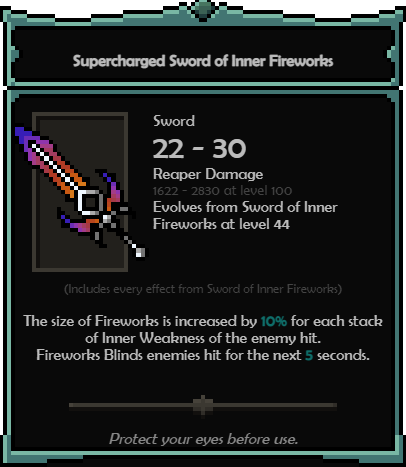 Supercharged Sword of Inner Fireworks
Sword
22 - 30
Reaper Damage
1622 - 2830 at level 100
Evolves from Sword of Inner
Fireworks at level 44
(Includes every effect from Sword of Inner Fireworks)
The size of Fireworks is increased by 10% for each stack
of Inner Weakness of the enemy hit.
Fireworks Blinds enemies hit for the next 5 seconds.
Protect your eyes before use.